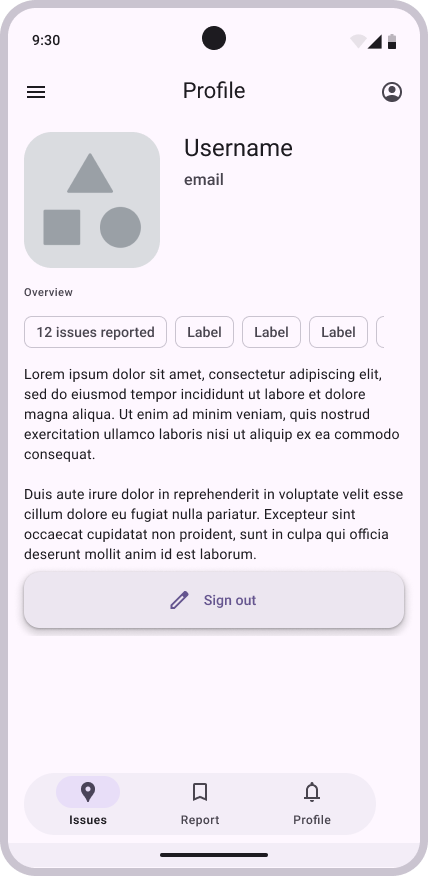 9:30
Profile
Username
email
Overview
12 issues reported Label Label Label
Lorem ipsum dolor sit amet, consectetur adipiscing elit,
sed do eiusmod tempor incididunt ut labore et dolore
magna aliqua. Ut enim ad minim veniam, quis nostrud
exercitation ullamco laboris nisi ut aliquip ex ea commodo
consequat.
Duis aute irure dolor in reprehenderit in voluptate velit esse
cillum dolore eu fugiat nulla pariatur. Excepteur sint
occaecat cupidatat non proident, sunt in culpa qui officia
deserunt mollit anim id est laborum.
Sign out
Issues Report Profile